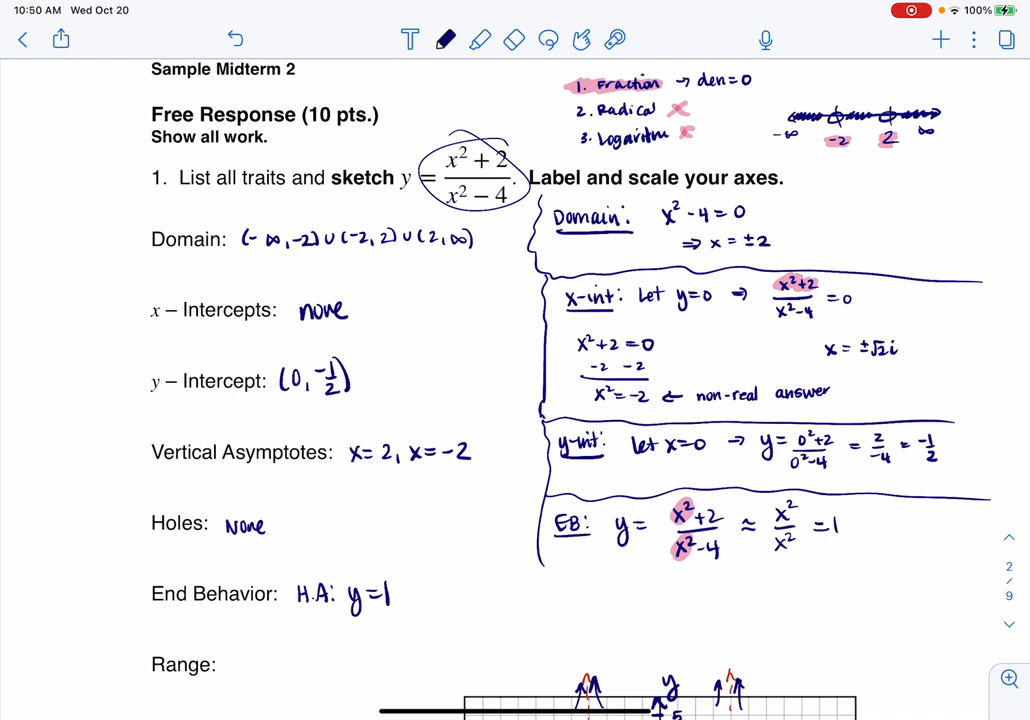 10:50 AM Wed Oct 20
100%
T
Sample Midterm 2
1. Fraction → den=0
Free Response (10 pts.)
2. Radical ×
Show all work.
3. Logarithm ×
-∞ -2 2 ∞
1. List all traits and sketch y = (x² + 2)/(x² − 4). Label and scale your axes.
Domain: (-∞,-2)∪(-2,2)∪(2,∞)
Domain: x²-4=0
⇒ x = ±2
x – Intercepts: none
x-int: Let y=0 → (x²+2)/(x²-4) = 0
x²+2=0
x = ±√2i
-2 -2
x²=-2 ← non-real answer
y – Intercept: (0, -1/2)
y-int: let x=0 → y = (0²+2)/(0²-4) = 2/-4 = -1/2
Vertical Asymptotes: x=2, x=-2
Holes: None
EB: y = (x²+2)/(x²-4) ≈ x²/x² = 1
End Behavior: H.A: y=1
2
/
9
Range:
y
5